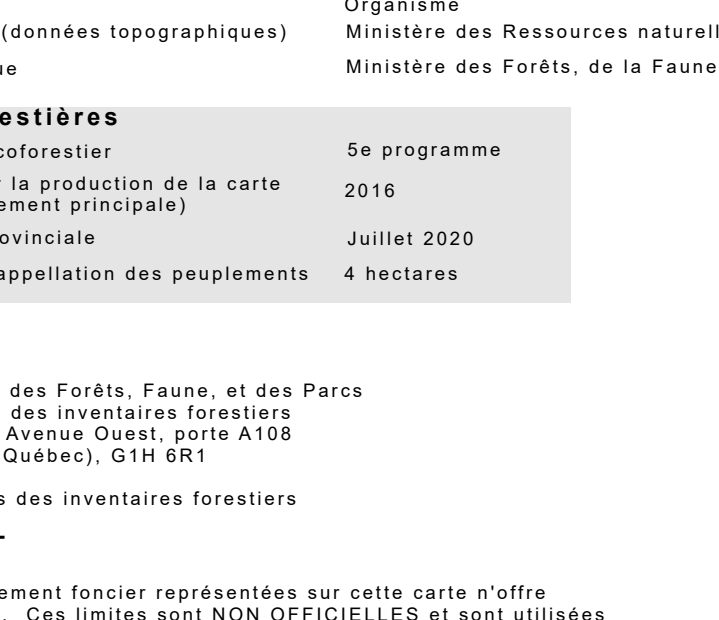 Organisme
(données topographiques) Ministère des Ressources naturell
ue Ministère des Forêts, de la Faune
estières
coforestier 5e programme
r la production de la carte
ement principale) 2016
ovinciale Juillet 2020
appellation des peuplements 4 hectares
des Forêts, Faune, et des Parcs
des inventaires forestiers
Avenue Ouest, porte A108
Québec), G1H 6R1
s des inventaires forestiers
ement foncier représentées sur cette carte n'offre
. Ces limites sont NON OFFICIELLES et sont utilisées